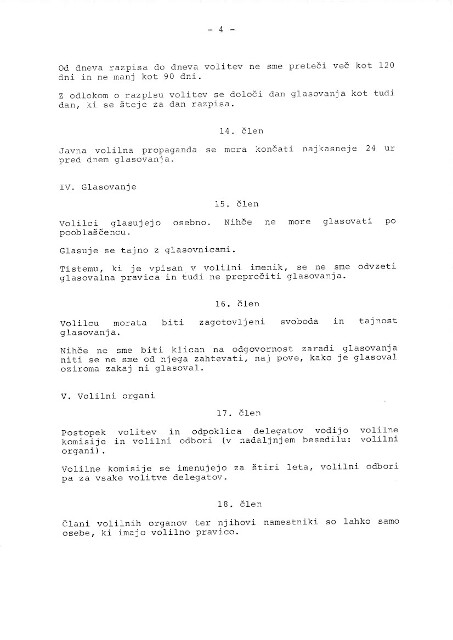 - 4 -
Od dneva razpisa do dneva volitev ne sme preteči več kot 120
dni in ne manj kot 90 dni.
Z odlokom o razpisu volitev se določi dan glasovanja kot tudi
dan, ki se štejo za dan razpisa.
14. člen
Javna volilna propaganda se mora končati najkasneje 24 ur
pred dnem glasovanja.
IV. Glasovanje
15. člen
Volilci glasujejo osebno. Nihče ne more glasovati po
pooblaščencu.
Glasuje se tajno z glasovnicami.
Tistemu, ki je vpisan v volilni imenik, se ne sme odvzeti
glasovalna pravica in tudi ne preprečiti glasovanja.
16. člen
Volilcu morata biti zagotovljeni svoboda in tajnost
glasovanja.
Nihče ne sme biti klican na odgovornost zaradi glasovanja
niti se ne sme od njega zahtevati, naj pove, kako je glasoval
oziroma zakaj ni glasoval.
V. Volilni organi
17. člen
Postopek volitev in odpoklica delegatov vodijo volilne
komisije in volilni odbori (v nadaljnjem besedilu: volilni
organi).
Volilne komisije se imenujejo za štiri leta, volilni odbori
pa za vsake volitve delegatov.
18. člen
Člani volilnih organov ter njihovi namestniki so lahko samo
osebe, ki imajo volilno pravico.